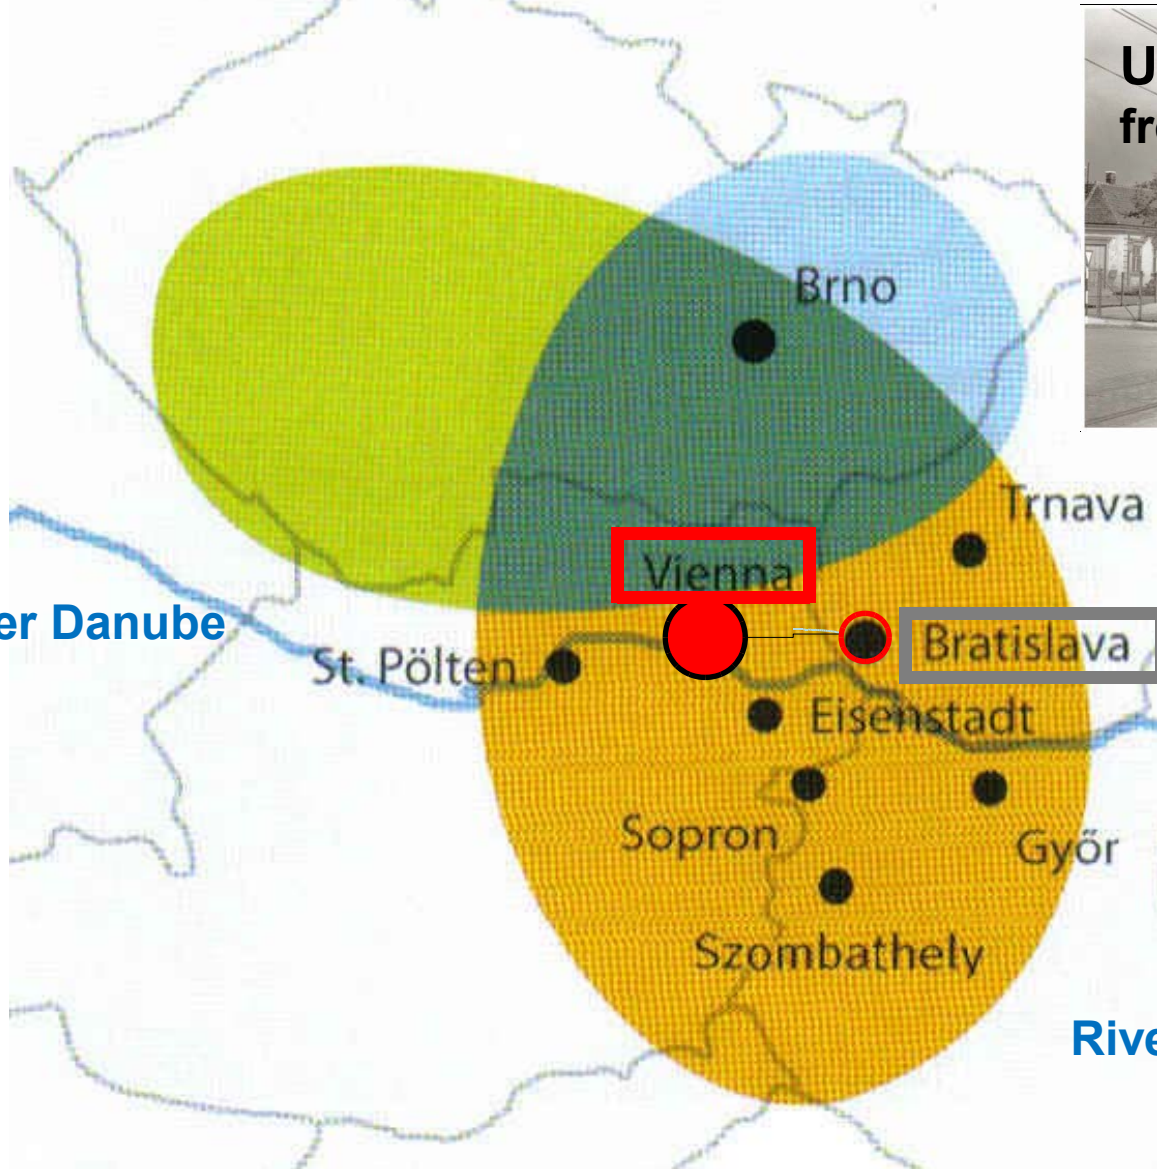 U
fr
Brno
Trnava
Vienna
er Danube
Bratislava
St. Pölten
Eisenstadt
Sopron
Győr
Szombathely
Rive